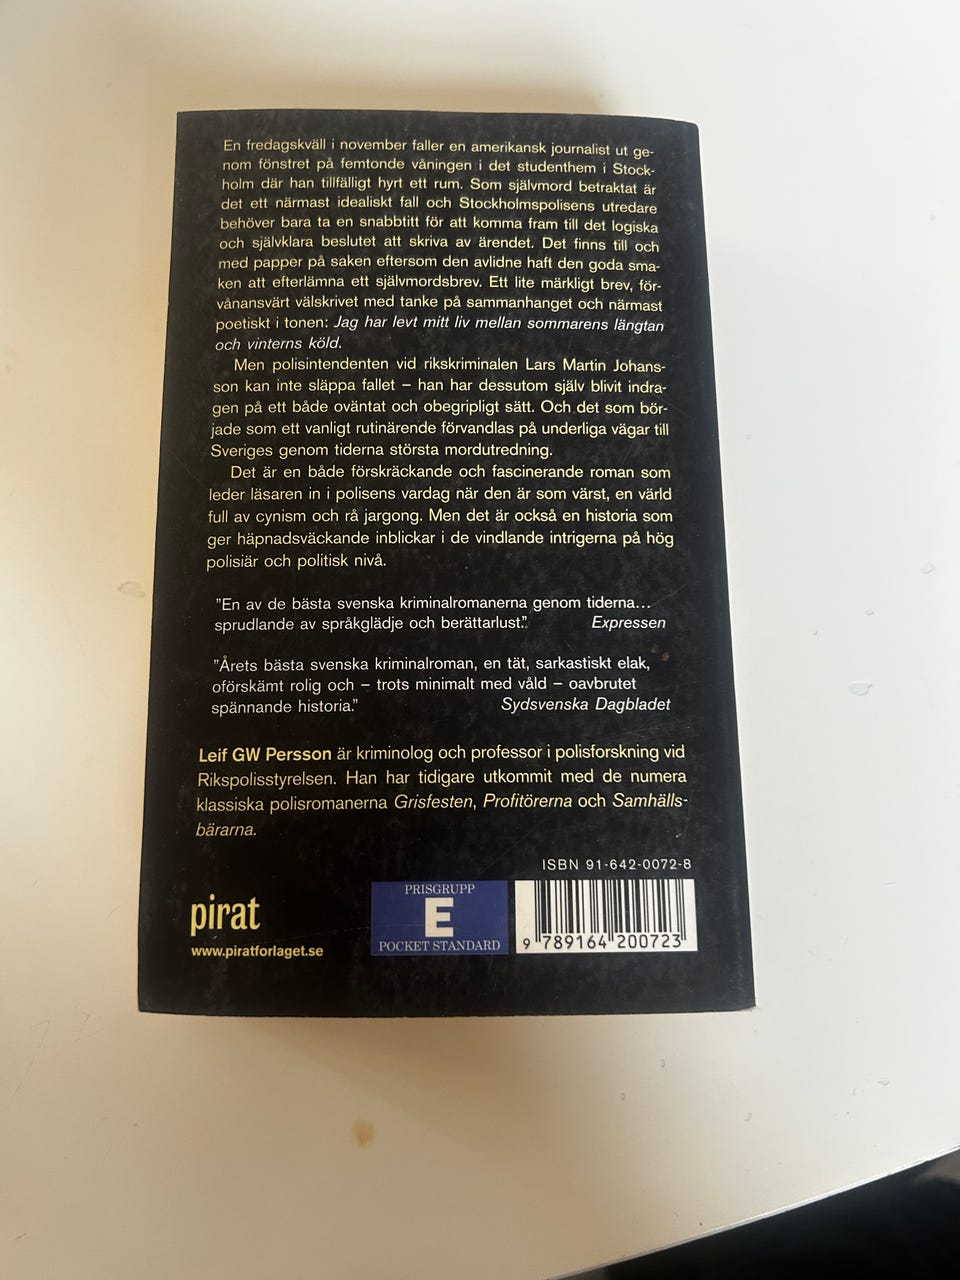 En fredagskväll i november faller en amerikansk journalist ut ge-
nom fönstret på femtonde våningen i det studenthem i Stock-
holm där han tillfälligt hyrt ett rum. Som självmord betraktat är
det ett närmast idealiskt fall och Stockholmspolisens utredare
behöver bara ta en snabbtitt för att komma fram till det logiska
och självklara beslutet att skriva av ärendet. Det finns till och
med papper på saken eftersom den avlidne haft den goda sma-
ken att efterlämna ett självmordsbrev. Ett lite märkligt brev, för-
vånansvärt välskrivet med tanke på sammanhanget och närmast
poetiskt i tonen: Jag har levt mitt liv mellan sommarens längtan
och vinterns köld.
Men polisintendenten vid rikskriminalen Lars Martin Johans-
son kan inte släppa fallet – han har dessutom själv blivit indra-
gen på ett både oväntat och obegripligt sätt. Och det som bör-
jade som ett vanligt rutinärende förvandlas på underliga vägar till
Sveriges genom tiderna största mordutredning.
Det är en både förskräckande och fascinerande roman som
leder läsaren in i polisens vardag när den är som värst, en värld
full av cynism och rå jargong. Men det är också en historia som
ger häpnadsväckande inblickar i de vindlande intrigerna på hög
polisiär och politisk nivå.
"En av de bästa svenska kriminalromanerna genom tiderna…
sprudlande av språkglädje och berättarlust." Expressen
"Årets bästa svenska kriminalroman, en tät, sarkastiskt elak,
oförskämt rolig och – trots minimalt med våld – oavbrutet
spännande historia." Sydsvenska Dagbladet
Leif GW Persson är kriminolog och professor i polisforskning vid
Rikspolisstyrelsen. Han har tidigare utkommit med de numera
klassiska polisromanerna Grisfesten, Profitörerna och Samhälls-
bärarna.
ISBN 91-642-0072-8
pirat
www.piratforlaget.se
PRISGRUPP
E
POCKET STANDARD
9 789164 200723